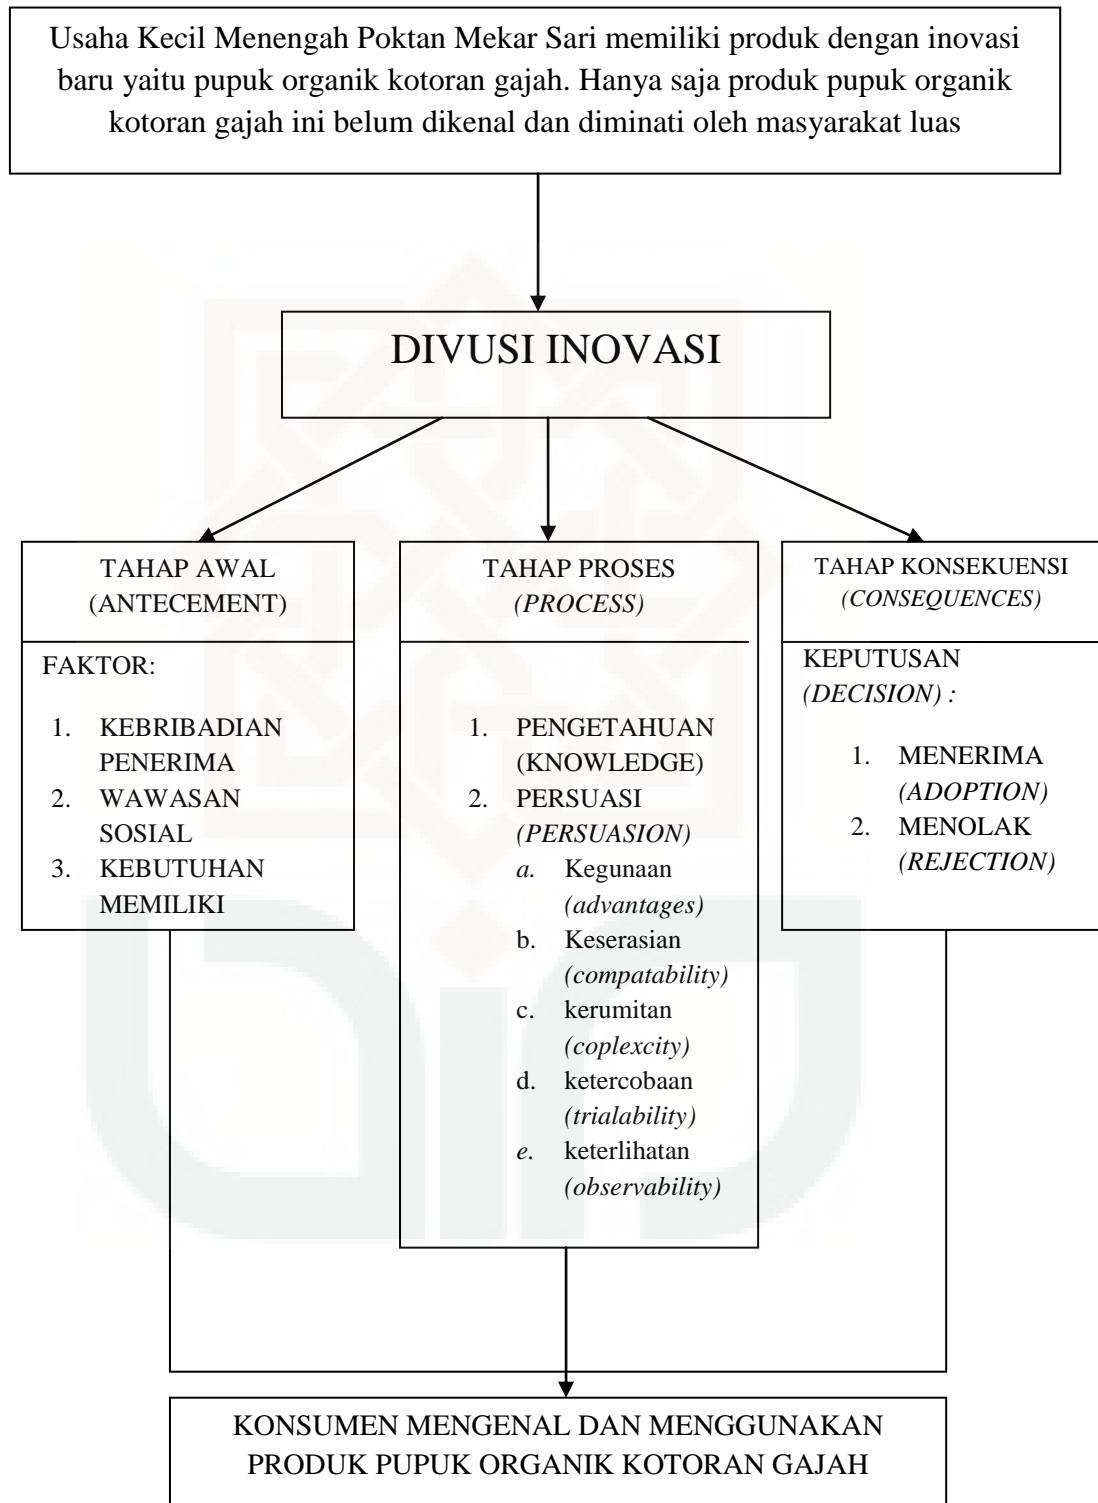 Usaha Kecil Menengah Poktan Mekar Sari memiliki produk dengan inovasi
baru yaitu pupuk organik kotoran gajah. Hanya saja produk pupuk organik
kotoran gajah ini belum dikenal dan diminati oleh masyarakat luas
DIVUSI INOVASI
TAHAP AWAL
(ANTECEMENT)
FAKTOR:
1. KEBRIBADIAN
PENERIMA
2. WAWASAN
SOSIAL
3. KEBUTUHAN
MEMILIKI
TAHAP PROSES
(PROCESS)
1. PENGETAHUAN
(KNOWLEDGE)
2. PERSUASI
(PERSUASION)
a. Kegunaan
(advantages)
b. Keserasian
(compatability)
c. kerumitan
(coplexcity)
d. ketercobaan
(trialability)
e. keterlihatan
(observability)
TAHAP KONSEKUENSI
(CONSEQUENCES)
KEPUTUSAN
(DECISION) :
1. MENERIMA
(ADOPTION)
2. MENOLAK
(REJECTION)
KONSUMEN MENGENAL DAN MENGGUNAKAN
PRODUK PUPUK ORGANIK KOTORAN GAJAH